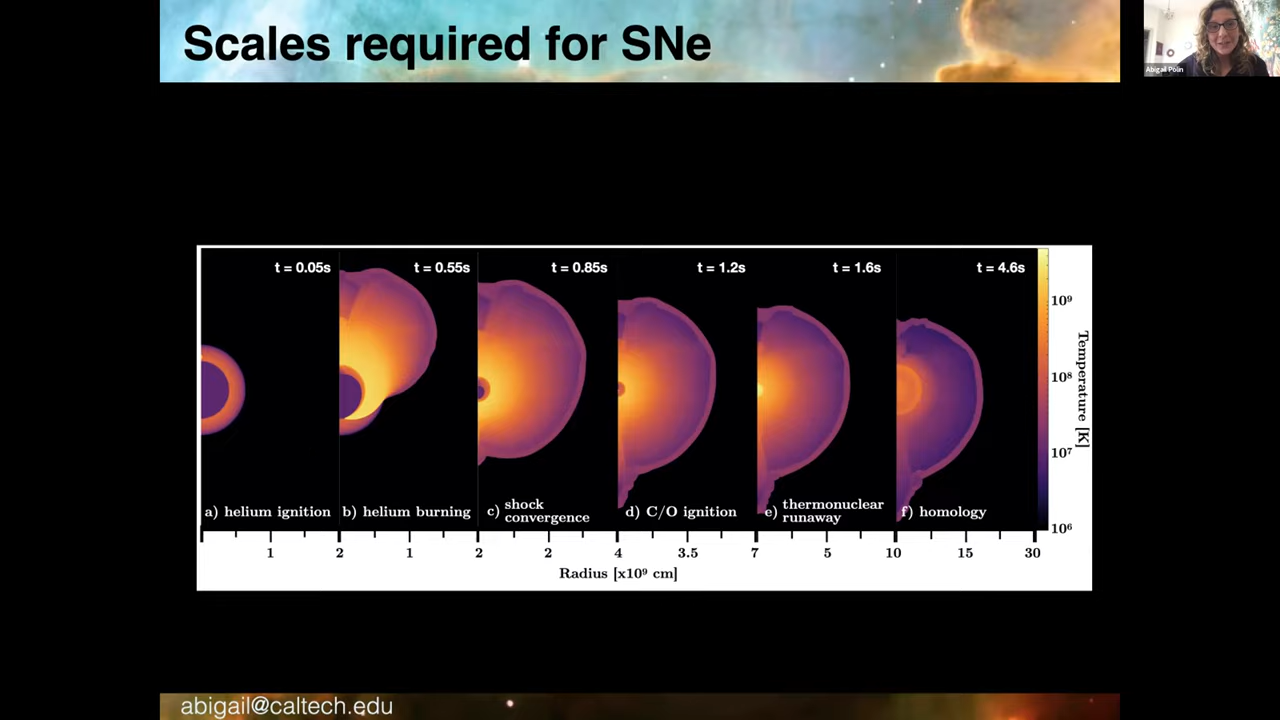 Scales required for SNe
Abigail Polin
t = 0.05s
t = 0.55s
t = 0.85s
t = 1.2s
t = 1.6s
t = 4.6s
a) helium ignition
b) helium burning
c) shock
convergence
d) C/O ignition
e) thermonuclear
runaway
f) homology
10⁹
10⁸
10⁷
10⁶
Temperature [K]
1 2 1 2 2 4 3.5 7 5 10 15 30
Radius [x10⁹ cm]
abigail@caltech.edu